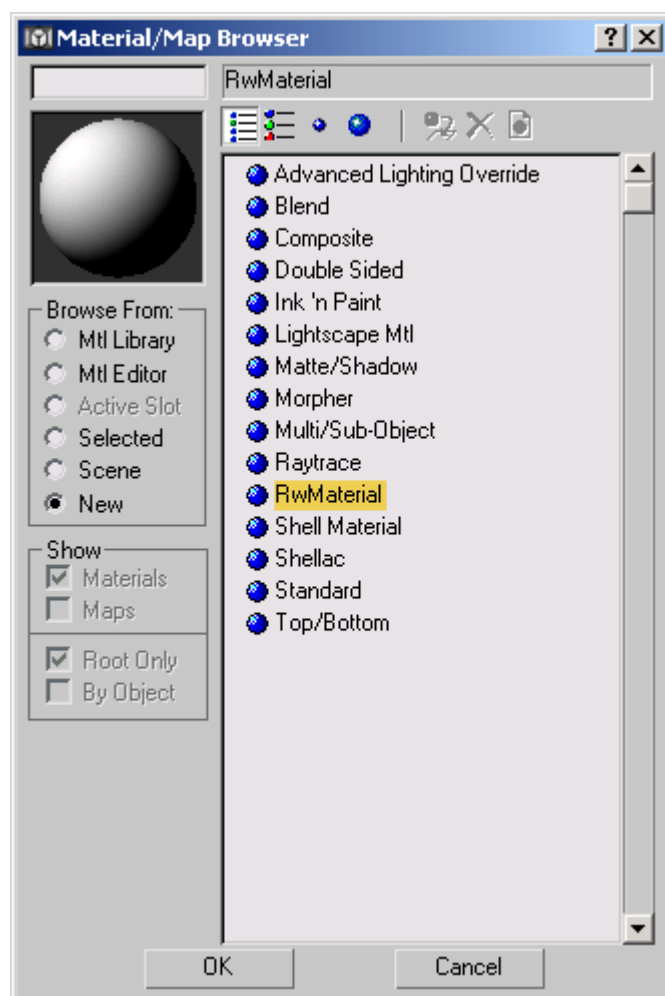 Material/Map Browser
RwMaterial
Advanced Lighting Override
Blend
Composite
Double Sided
Ink 'n Paint
Lightscape Mtl
Matte/Shadow
Morpher
Multi/Sub-Object
Raytrace
RwMaterial
Shell Material
Shellac
Standard
Top/Bottom
Browse From:
Mtl Library
Mtl Editor
Active Slot
Selected
Scene
New
Show
Materials
Maps
Root Only
By Object
OK
Cancel